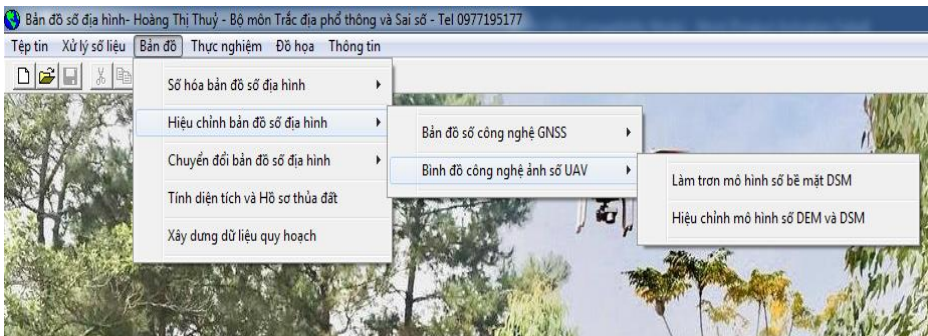 Bản đồ số địa hình- Hoàng Thị Thuỷ - Bộ môn Trắc địa phổ thông và Sai số - Tel 0977195177
Tệp tin Xử lý số liệu Bản đồ Thực nghiệm Đồ họa Thông tin
Số hóa bản đồ số địa hình
Hiệu chỉnh bản đồ số địa hình
Chuyển đổi bản đồ số địa hình
Tính diện tích và Hồ sơ thủa đất
Xây dưng dữ liệu quy hoạch
Bản đồ số công nghệ GNSS
Bình đồ công nghệ ảnh số UAV
Làm trơn mô hình số bề mặt DSM
Hiệu chỉnh mô hình số DEM và DSM